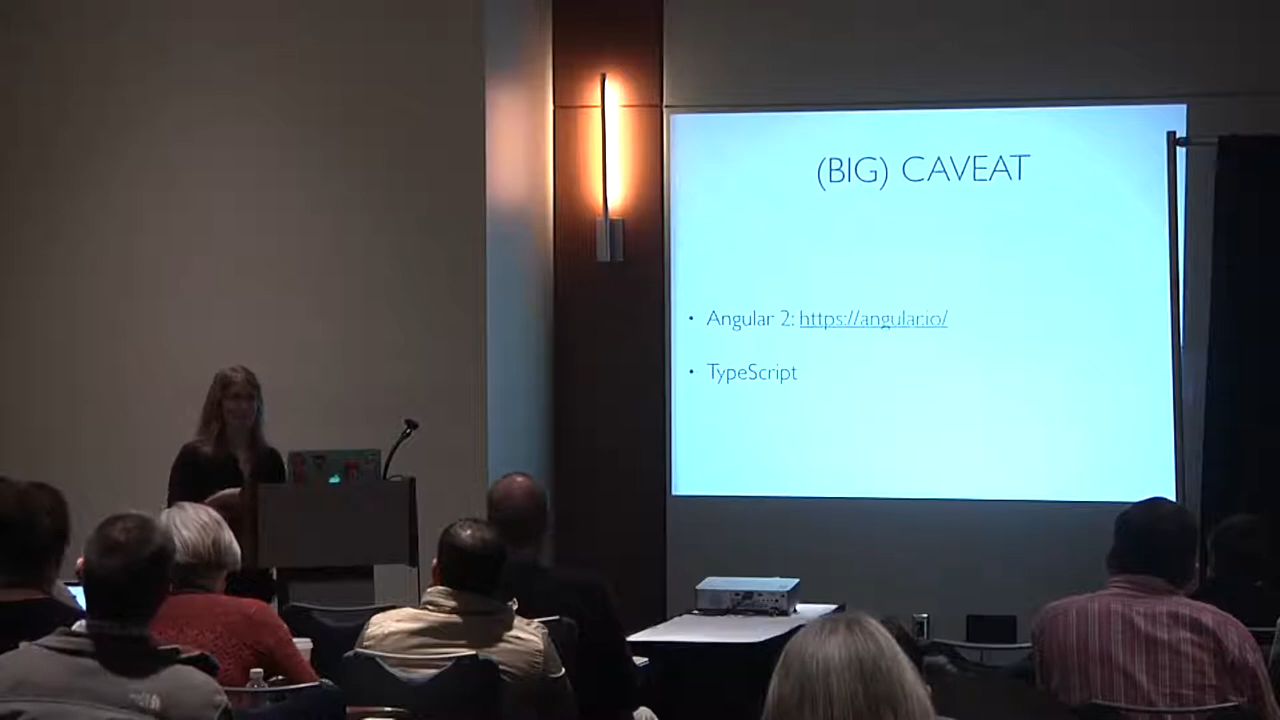 (BIG) CAVEAT
• Angular 2: https://angular.io/
• TypeScript